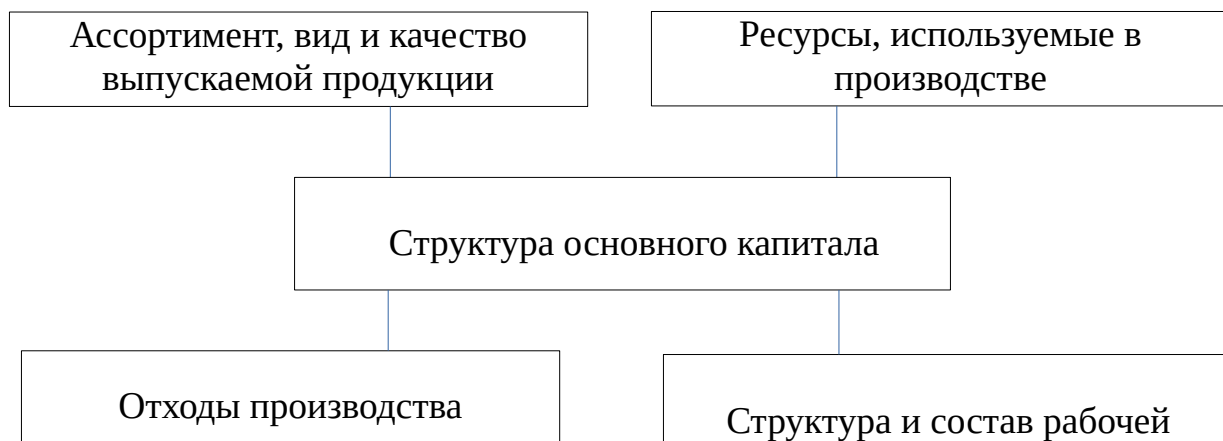 Ассортимент, вид и качество
выпускаемой продукции
Ресурсы, используемые в
производстве
Структура основного капитала
Отходы производства
Структура и состав рабочей